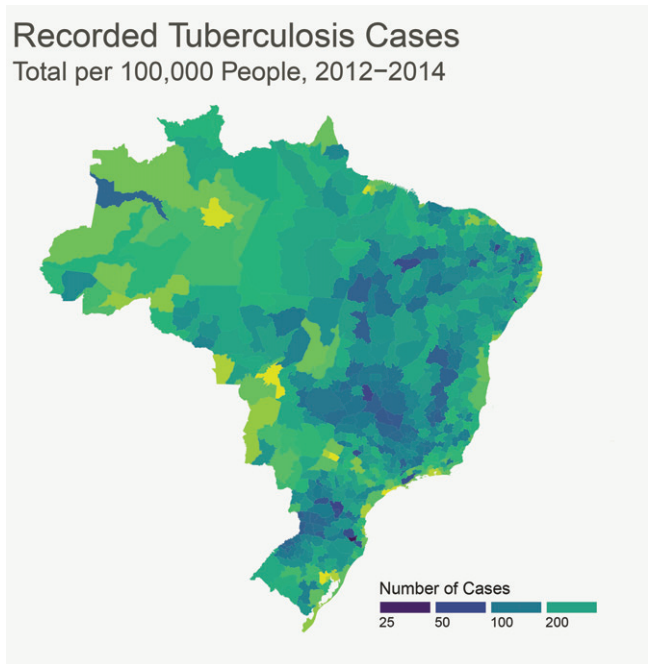 Recorded Tuberculosis Cases
Total per 100,000 People, 2012−2014
Number of Cases
25 50 100 200